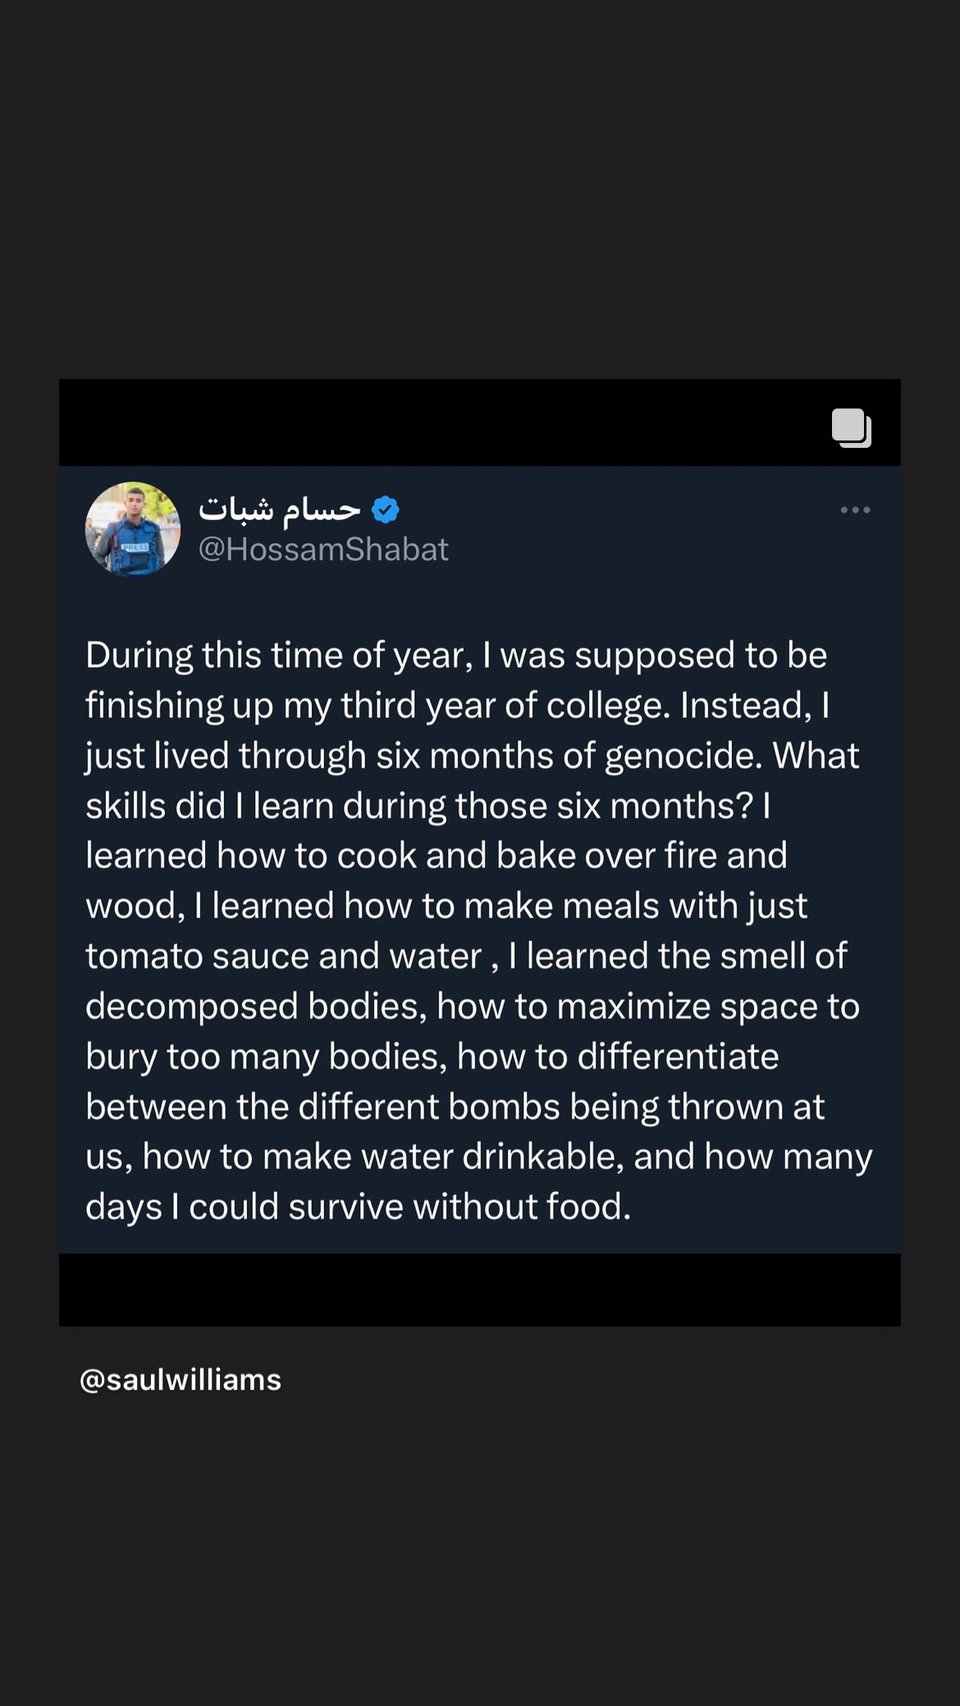 حسام شبات
@HossamShabat
PRESS
During this time of year, I was supposed to be
finishing up my third year of college. Instead, I
just lived through six months of genocide. What
skills did I learn during those six months? I
learned how to cook and bake over fire and
wood, I learned how to make meals with just
tomato sauce and water , I learned the smell of
decomposed bodies, how to maximize space to
bury too many bodies, how to differentiate
between the different bombs being thrown at
us, how to make water drinkable, and how many
days I could survive without food.
@saulwilliams